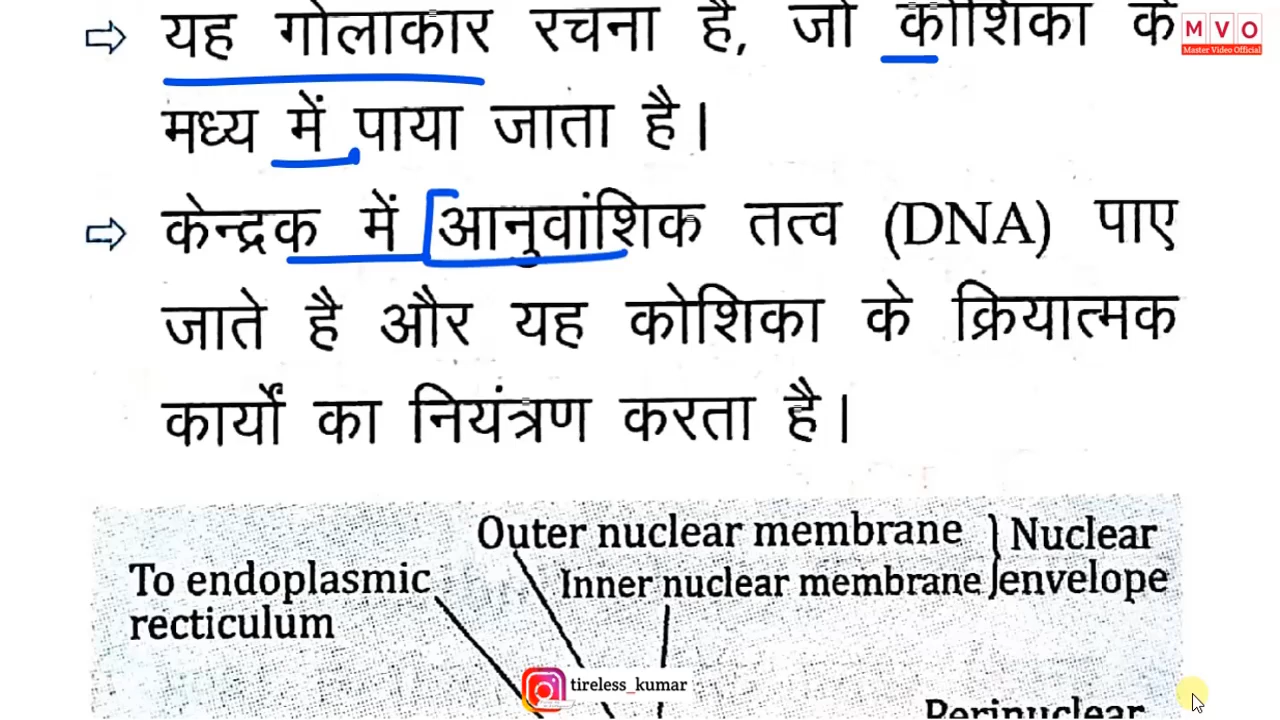 यह गोलाकार रचना है, जो कोशिका के
MVO
Master Video Official
मध्य में पाया जाता है।
केन्द्रक में आनुवांशिक तत्व (DNA) पाए
जाते है और यह कोशिका के क्रियात्मक
कार्यों का नियंत्रण करता है।
Outer nuclear membrane
Inner nuclear membrane
Nuclear
envelope
To endoplasmic
recticulum
tireless_kumar
Perinuclear